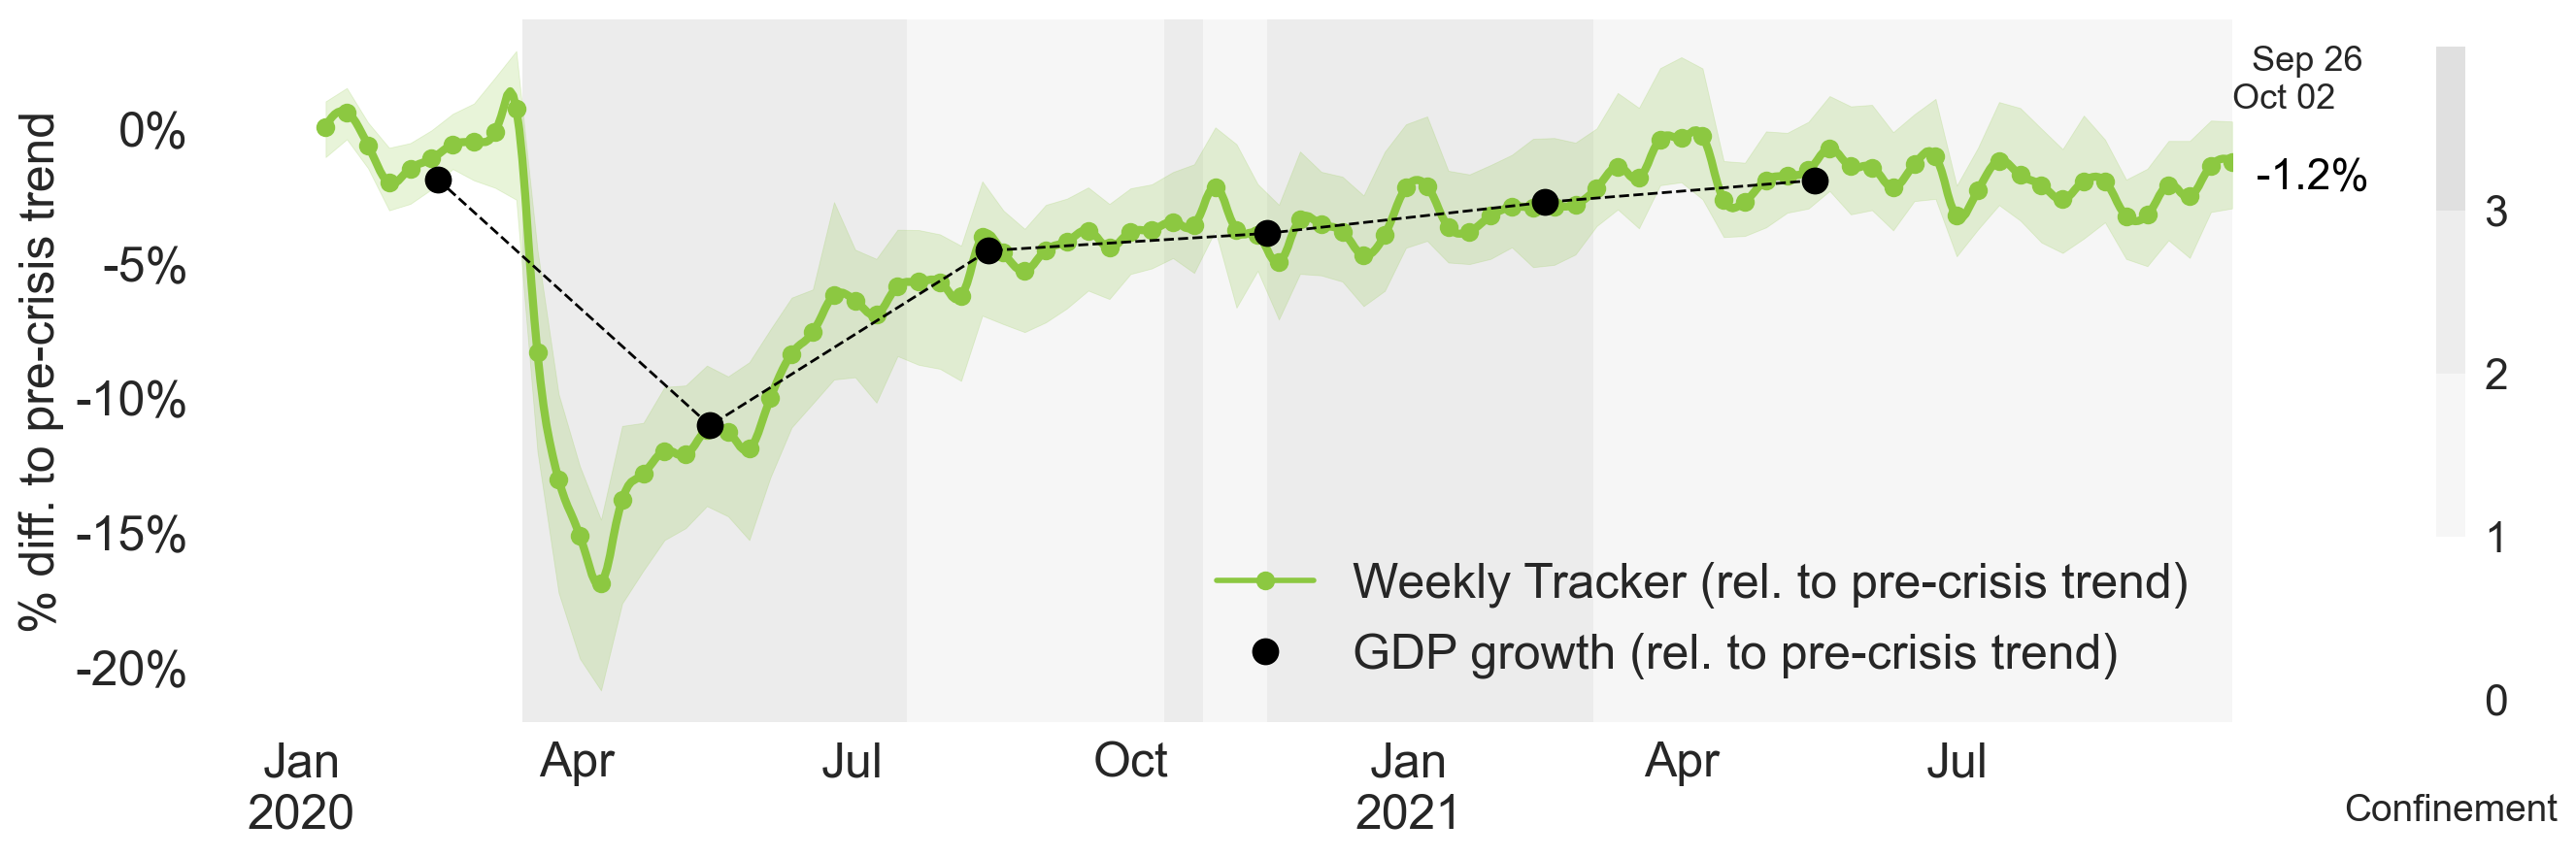 % diff. to pre-crisis trend
0%
-5%
-10%
-15%
-20%
Jan
2020
Apr
Jul
Oct
Jan
2021
Apr
Jul
Weekly Tracker (rel. to pre-crisis trend)
GDP growth (rel. to pre-crisis trend)
Sep 26
Oct 02
-1.2%
3
2
1
0
Confinement